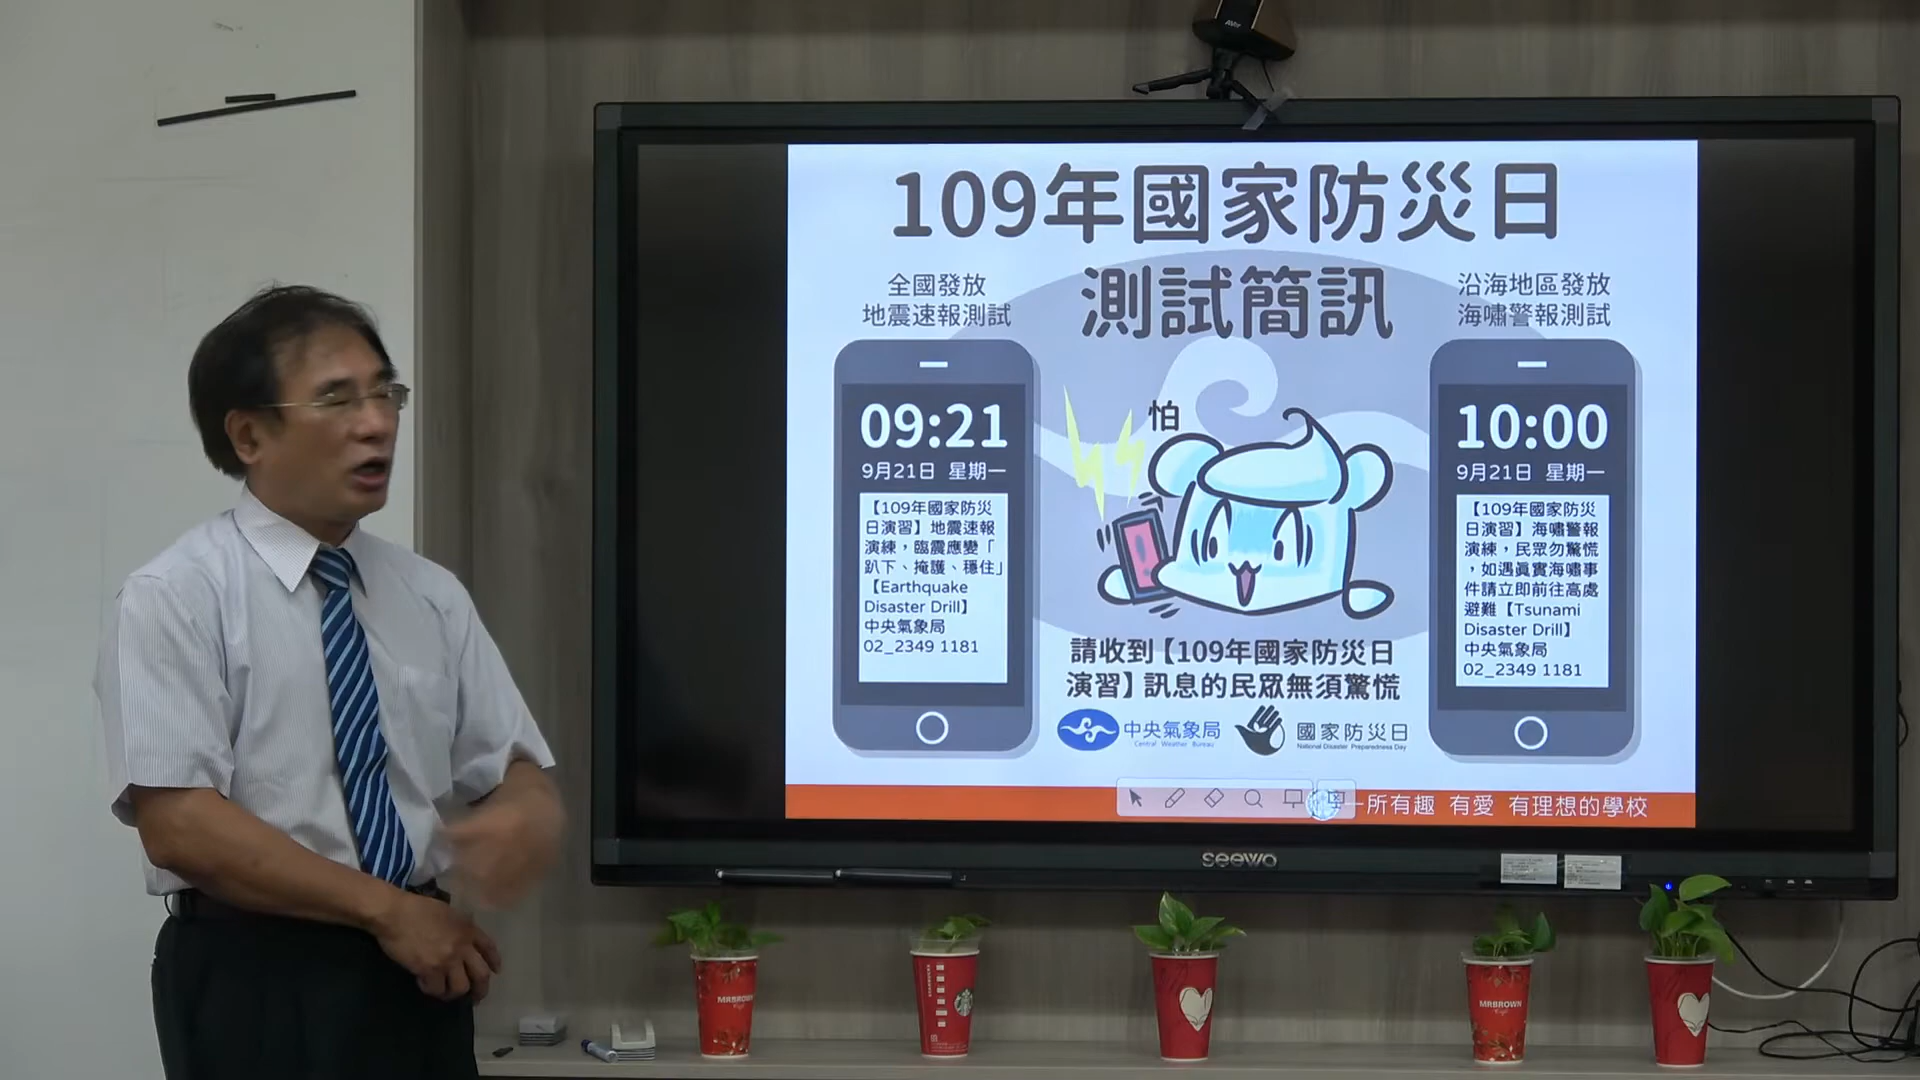 109年國家防災日
測試簡訊
全國發放
地震速報測試
沿海地區發放
海嘯警報測試
09:21
9月21日 星期一
【109年國家防災
日演習】地震速報
演練，臨震應變「
趴下、掩護、穩住」
【Earthquake
Disaster Drill】
中央氣象局
02_2349 1181
怕
10:00
9月21日 星期一
【109年國家防災
日演習】海嘯警報
演練，民眾勿驚慌
，如遇真實海嘯事
件請立即前往高處
避難【Tsunami
Disaster Drill】
中央氣象局
02_2349 1181
請收到【109年國家防災日
演習】訊息的民眾無須驚慌
中央氣象局
Central Weather Bureau
國家防災日
National Disaster Preparedness Day
一所有趣 有愛 有理想的學校
seewo
MRBROWN
MRBROWN